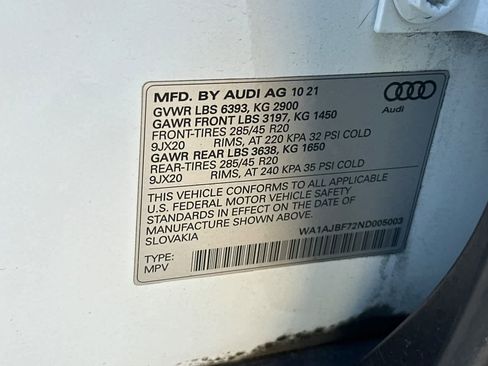 MFD. BY AUDI AG 10 21
GVWR LBS 6393, KG 2900
GAWR FRONT LBS 3197, KG 1450
FRONT-TIRES 285/45 R20
9JX20 RIMS, AT 220 KPA 32 PSI COLD
GAWR REAR LBS 3638, KG 1650
REAR-TIRES 285/45 R20
9JX20 RIMS, AT 240 KPA 35 PSI COLD
THIS VEHICLE CONFORMS TO ALL APPLICABLE
U.S. FEDERAL MOTOR VEHICLE SAFETY
STANDARDS IN EFFECT ON THE DATE OF
MANUFACTURE SHOWN ABOVE.
SLOVAKIA
WA1AJBF72ND005003
TYPE:
MPV
Audi